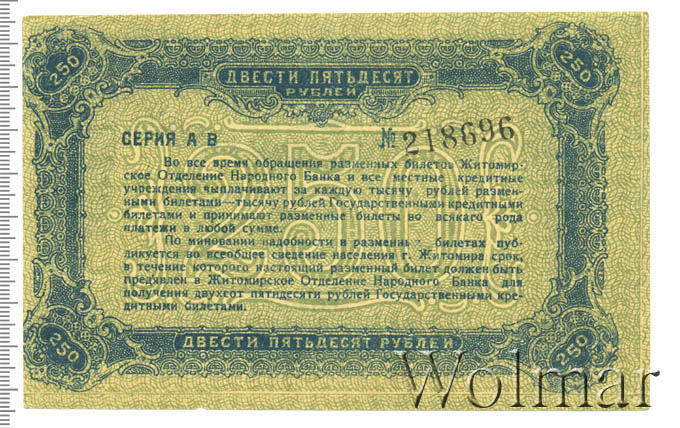 250 250
ДВЕСТИ ПЯТЬДЕСЯТ
РУБЛЕЙ
СЕРИЯ А В № 218696
Во все время обращения разменных билетов Житомир-
ское Отделение Народного Банка и все местные кредитные
учреждения чыплачивают за каждую тысячу рублей размен-
ными билетами—тысячу рублей Государственными кредитными
билетами и принимают разменные билеты во всякаго рода
платежи в любой сумме.
По миновании надобности в разменны билетах пуб-
ликуется во всеобщее сведение населения г. Житомира срок,
в течение которого настоящий разменный билет должен быть
предявлен в Житомирское Отделение Народного Банка для
получения двухсот пятидесяти рублей Государственными кре-
дитными билетами.
250 250
ДВЕСТИ ПЯТЬДЕСЯТ РУБЛЕЙ
Wolmar